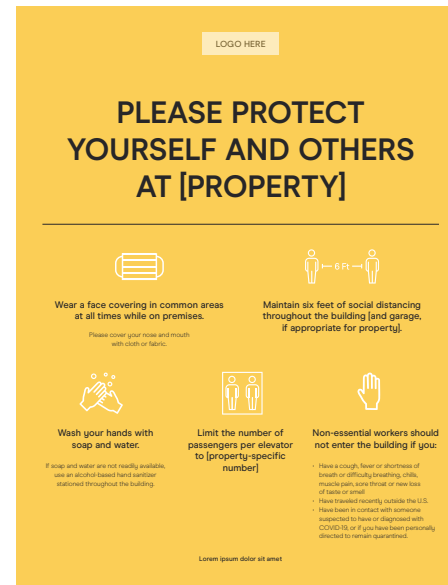 LOGO HERE
PLEASE PROTECT
YOURSELF AND OTHERS
AT [PROPERTY]
6 Ft
Wear a face covering in common areas
at all times while on premises.
Please cover your nose and mouth
with cloth or fabric.
Maintain six feet of social distancing
throughout the building [and garage,
if appropriate for property].
Wash your hands with
soap and water.
If soap and water are not readily available,
use an alcohol-based hand sanitizer
stationed throughout the building.
Limit the number of
passengers per elevator
to [property-specific
number]
Non-essential workers should
not enter the building if you:
· Have a cough, fever or shortness of
breath or difficulty breathing, chills,
muscle pain, sore throat or new loss
of taste or smell
· Have traveled recently outside the U.S.
· Have been in contact with someone
suspected to have or diagnosed with
COVID-19, or if you have been personally
directed to remain quarantined.
Lorem ipsum dolor sit amet